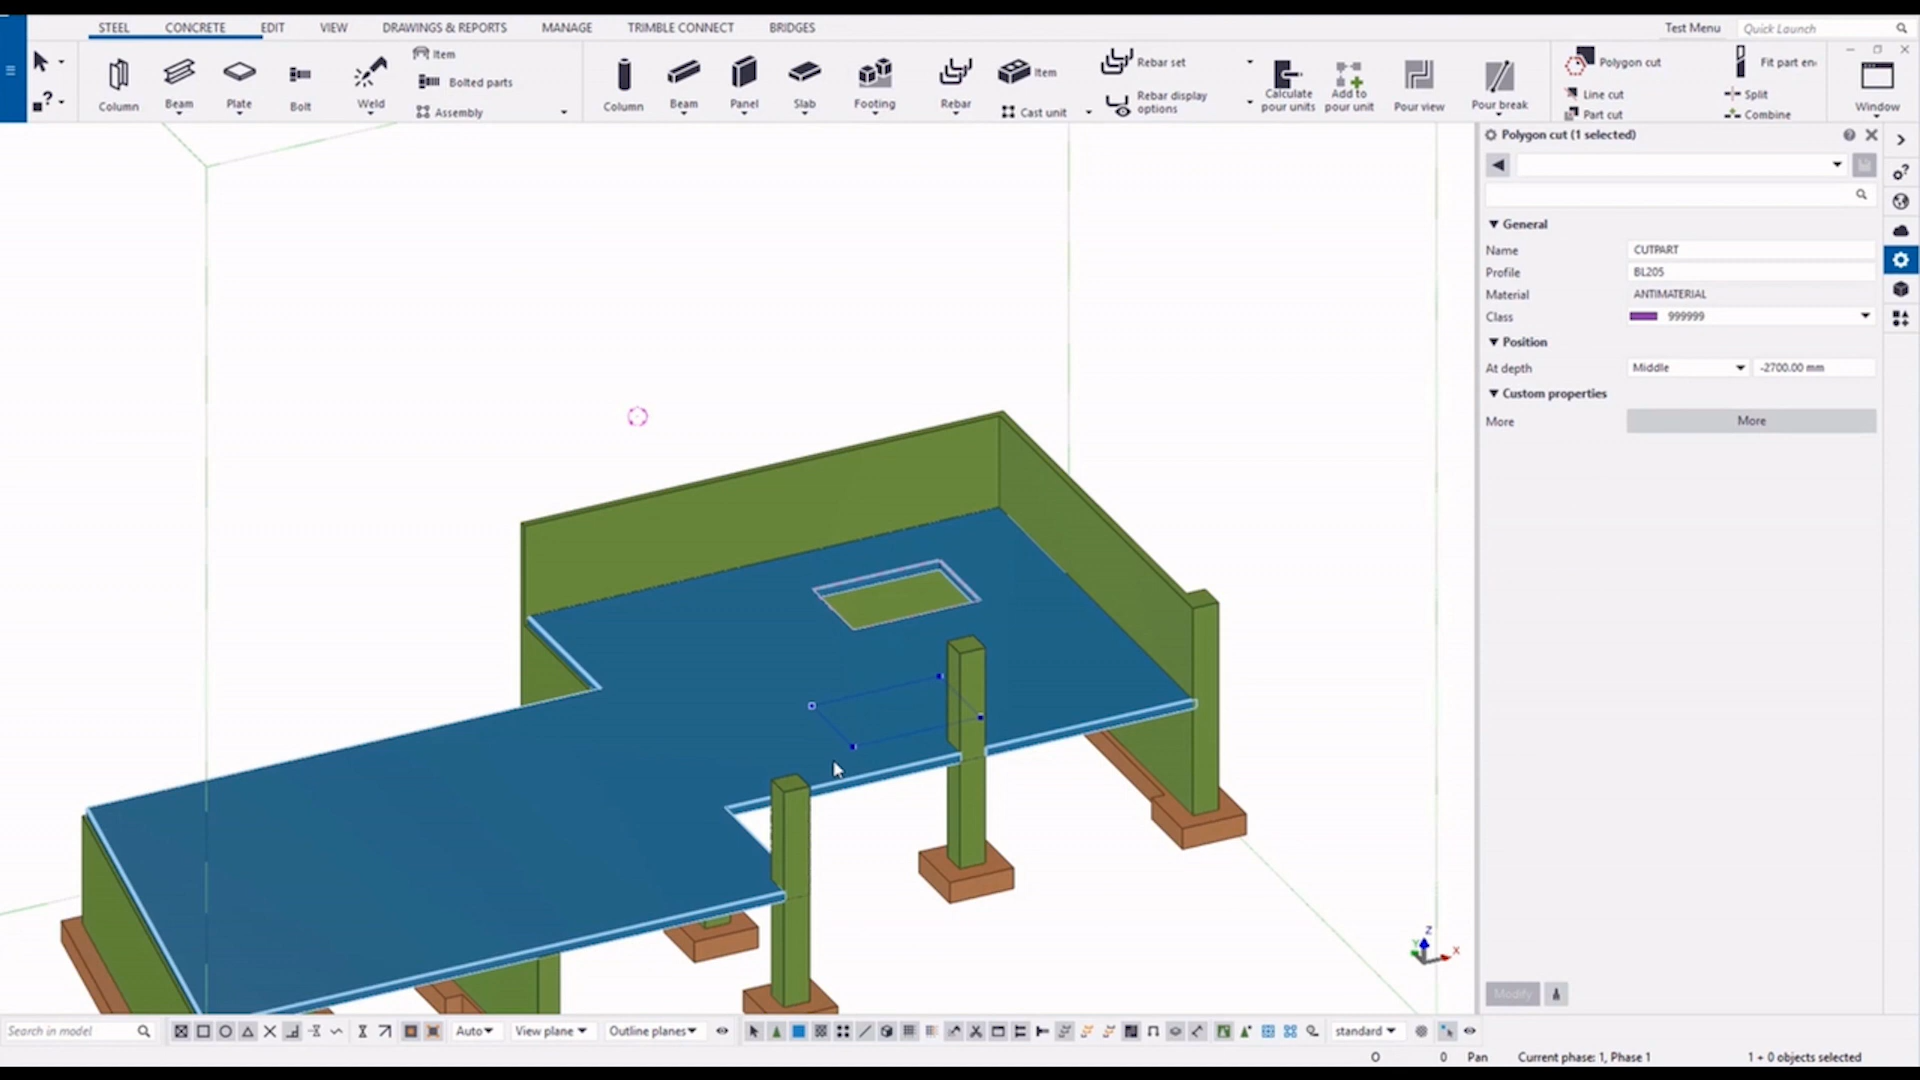 STEEL CONCRETE EDIT VIEW DRAWINGS & REPORTS MANAGE TRIMBLE CONNECT BRIDGES Test Menu Quick Launch
Column Beam Plate Bolt Weld
Item
Bolted parts
Assembly
Column Beam Panel Slab Footing Rebar
Item
Cast unit
Rebar set
Rebar display options
Calculate pour units
Add to pour unit
Pour view
Pour break
Polygon cut
Line cut
Part cut
Fit part en
Split
Combine
Window
Polygon cut (1 selected)
General
Name CUTPART
Profile BL205
Material ANTIMATERIAL
Class 999999
Position
At depth Middle -2700.00 mm
Custom properties
More More
Z
Y
X
Modify
Search in model Auto View plane Outline planes standard
O 0 Pan Current phase: 1, Phase 1 1 + 0 objects selected